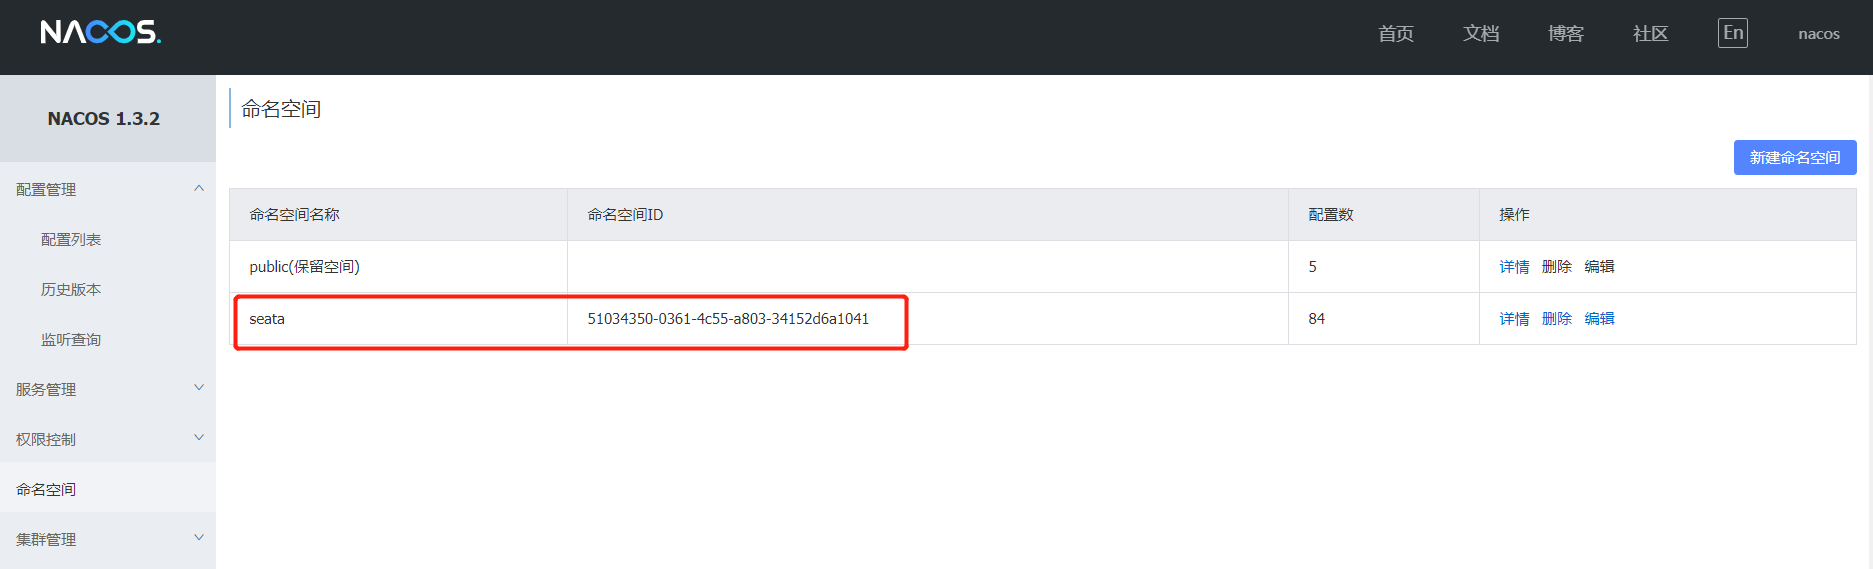 NACOS.
首页 文档 博客 社区 En nacos
NACOS 1.3.2
配置管理
配置列表
历史版本
监听查询
服务管理
权限控制
命名空间
集群管理
命名空间
新建命名空间
命名空间名称 命名空间ID 配置数 操作
public(保留空间) 5 详情 删除 编辑
seata 51034350-0361-4c55-a803-34152d6a1041 84 详情 删除 编辑